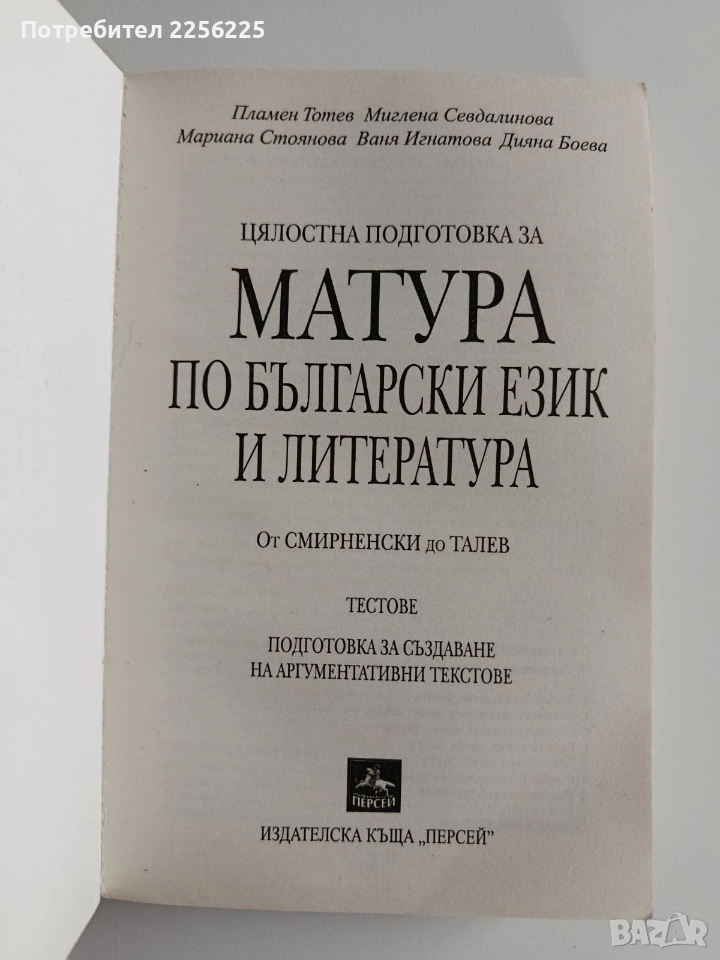 Потребител 2256225
Пламен Тотев Миглена Севдалинова
Мариана Стоянова Ваня Игнатова Дияна Боева
ЦЯЛОСТНА ПОДГОТОВКА ЗА
МАТУРА
ПО БЪЛГАРСКИ ЕЗИК
И ЛИТЕРАТУРА
От СМИРНЕНСКИ до ТАЛЕВ
ТЕСТОВЕ
ПОДГОТОВКА ЗА СЪЗДАВАНЕ
НА АРГУМЕНТАТИВНИ ТЕКСТОВЕ
ПЕРСЕЙ
ИЗДАТЕЛСКА КЪЩА „ПЕРСЕЙ”
BAZAR